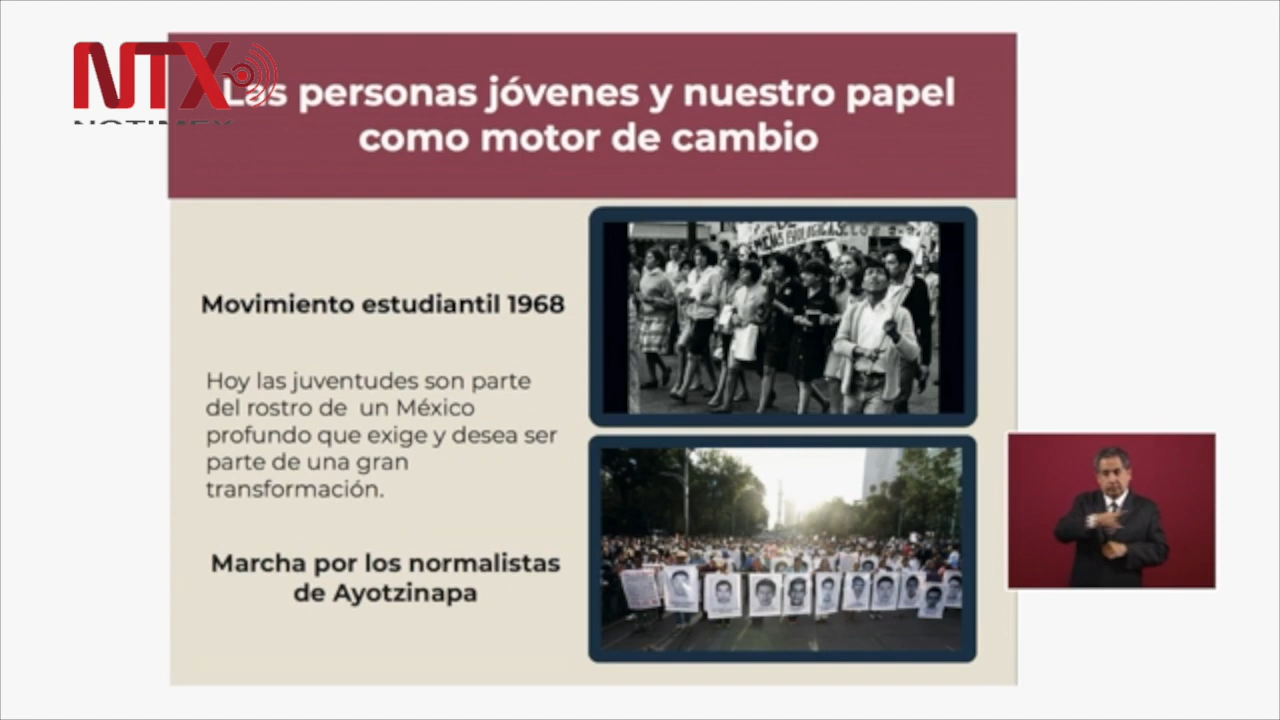 NTX
NOTIMEX
Las personas jóvenes y nuestro papel
como motor de cambio
Movimiento estudiantil 1968
Hoy las juventudes son parte
del rostro de un México
profundo que exige y desea ser
parte de una gran
transformación.
Marcha por los normalistas
de Ayotzinapa